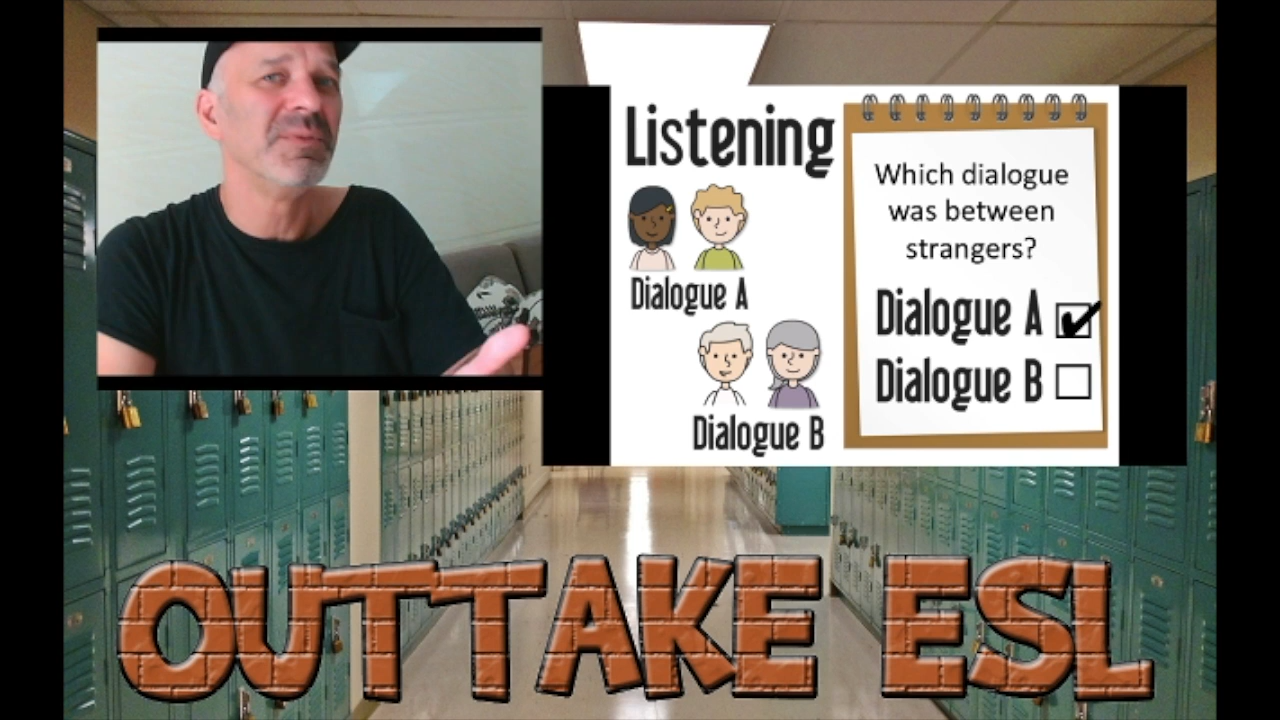 Listening
Dialogue A
Dialogue B
Which dialogue
was between
strangers?
Dialogue A
Dialogue B
OUTTAKE ESL